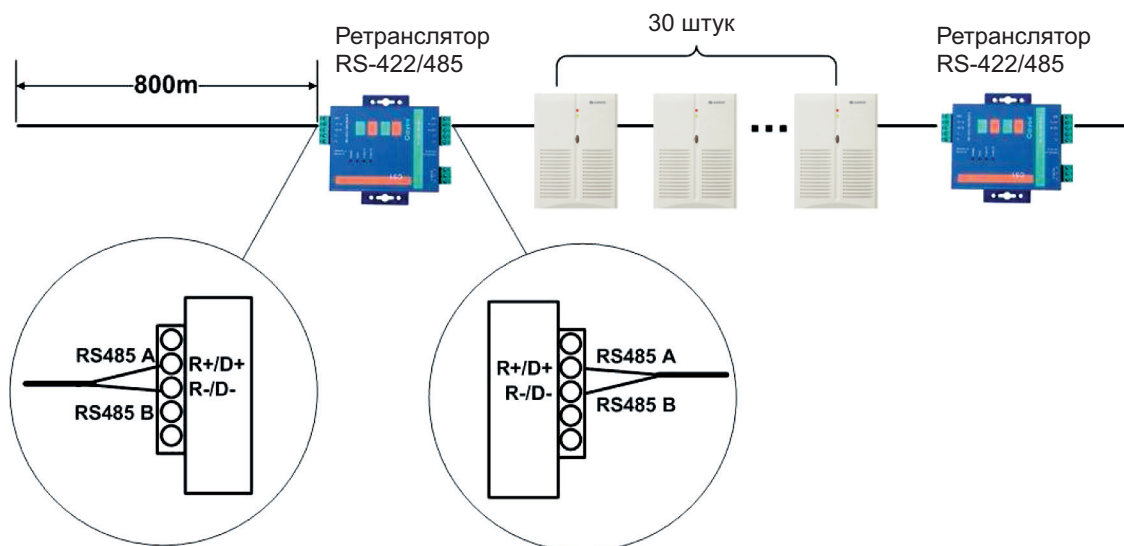 30 штук
Ретранслятор
RS-422/485
Ретранслятор
RS-422/485
800m
RS485 A
R+/D+
R-/D-
RS485 B
R+/D+
RS485 A
R-/D-
RS485 B